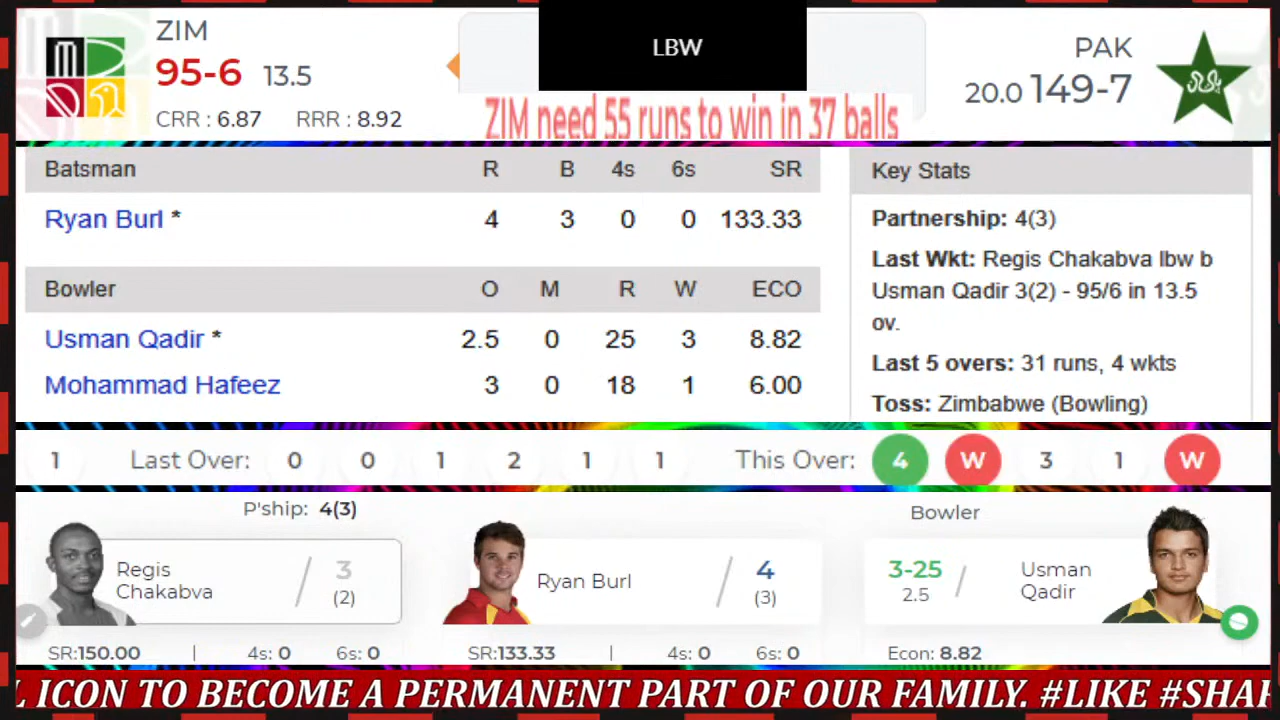 ZIM
95-6 13.5
CRR : 6.87 RRR : 8.92
LBW
ZIM need 55 runs to win in 37 balls
PAK
20.0 149-7
Batsman R B 4s 6s SR
Ryan Burl * 4 3 0 0 133.33
Bowler O M R W ECO
Usman Qadir * 2.5 0 25 3 8.82
Mohammad Hafeez 3 0 18 1 6.00
Key Stats
Partnership: 4(3)
Last Wkt: Regis Chakabva lbw b
Usman Qadir 3(2) - 95/6 in 13.5
ov.
Last 5 overs: 31 runs, 4 wkts
Toss: Zimbabwe (Bowling)
1 Last Over: 0 0 1 2 1 1 This Over: 4 W 3 1 W
P'ship: 4(3)
Regis
Chakabva
/ 3
(2)
SR:150.00 | 4s: 0 6s: 0
Ryan Burl / 4
(3)
SR:133.33 | 4s: 0 6s: 0
Bowler
3-25 /
2.5
Usman
Qadir
Econ: 8.82
L ICON TO BECOME A PERMANENT PART OF OUR FAMILY. #LIKE #SHAR